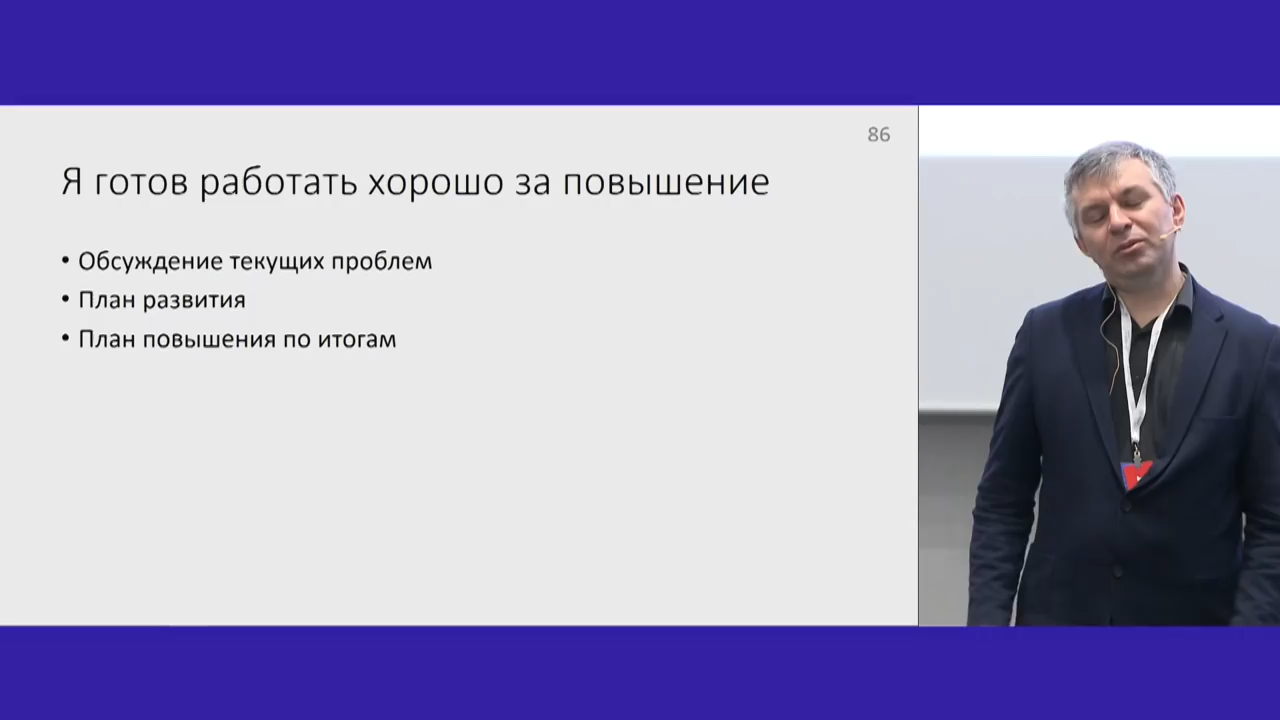 86
Я готов работать хорошо за повышение
• Обсуждение текущих проблем
• План развития
• План повышения по итогам